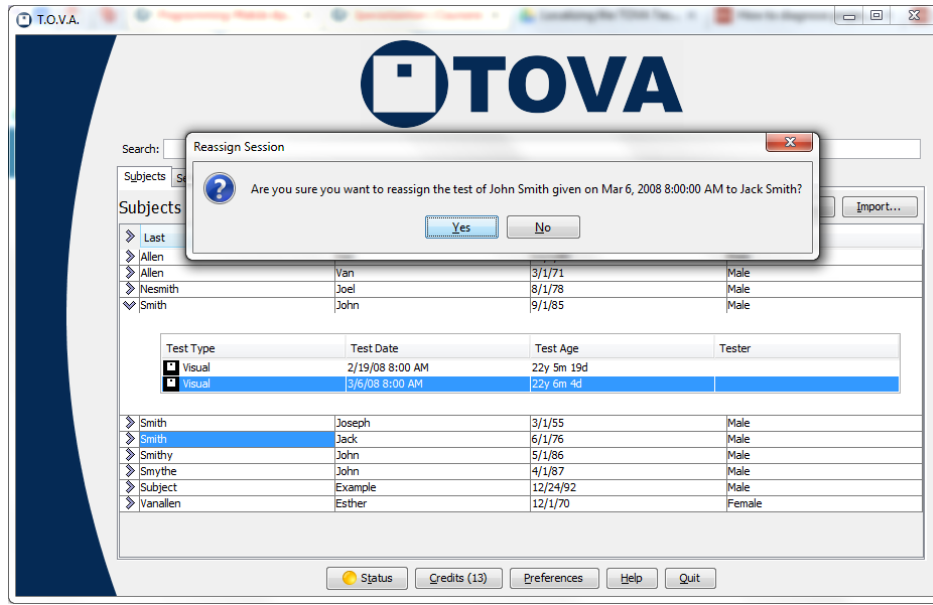 T.O.V.A.
TOVA
Search:
Reassign Session
Are you sure you want to reassign the test of John Smith given on Mar 6, 2008 8:00:00 AM to Jack Smith?
Yes No
Subjects
Subjects Import...
Last
Allen
Allen Van 3/1/71 Male
Nesmith Joel 8/1/78 Male
Smith John 9/1/85 Male
Test Type Test Date Test Age Tester
Visual 2/19/08 8:00 AM 22y 5m 19d
Visual 3/6/08 8:00 AM 22y 6m 4d
Smith Joseph 3/1/55 Male
Smith Jack 6/1/76 Male
Smithy John 5/1/86 Male
Smythe John 4/1/87 Male
Subject Example 12/24/92 Male
Vanallen Esther 12/1/70 Female
Status Credits (13) Preferences Help Quit